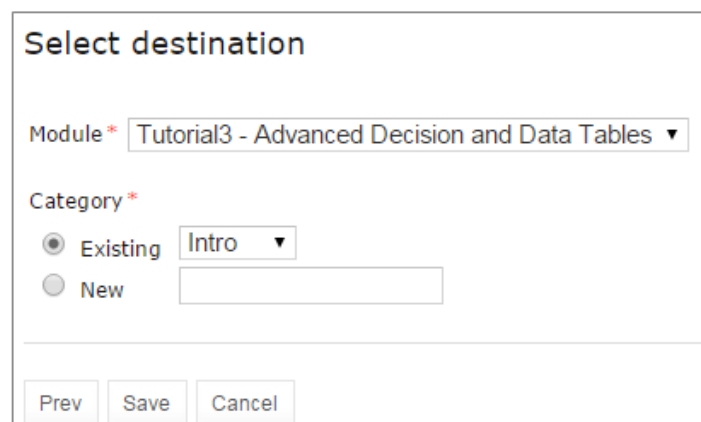 Select destination
Module * Tutorial3 - Advanced Decision and Data Tables
Category *
Existing Intro
New
Prev Save Cancel